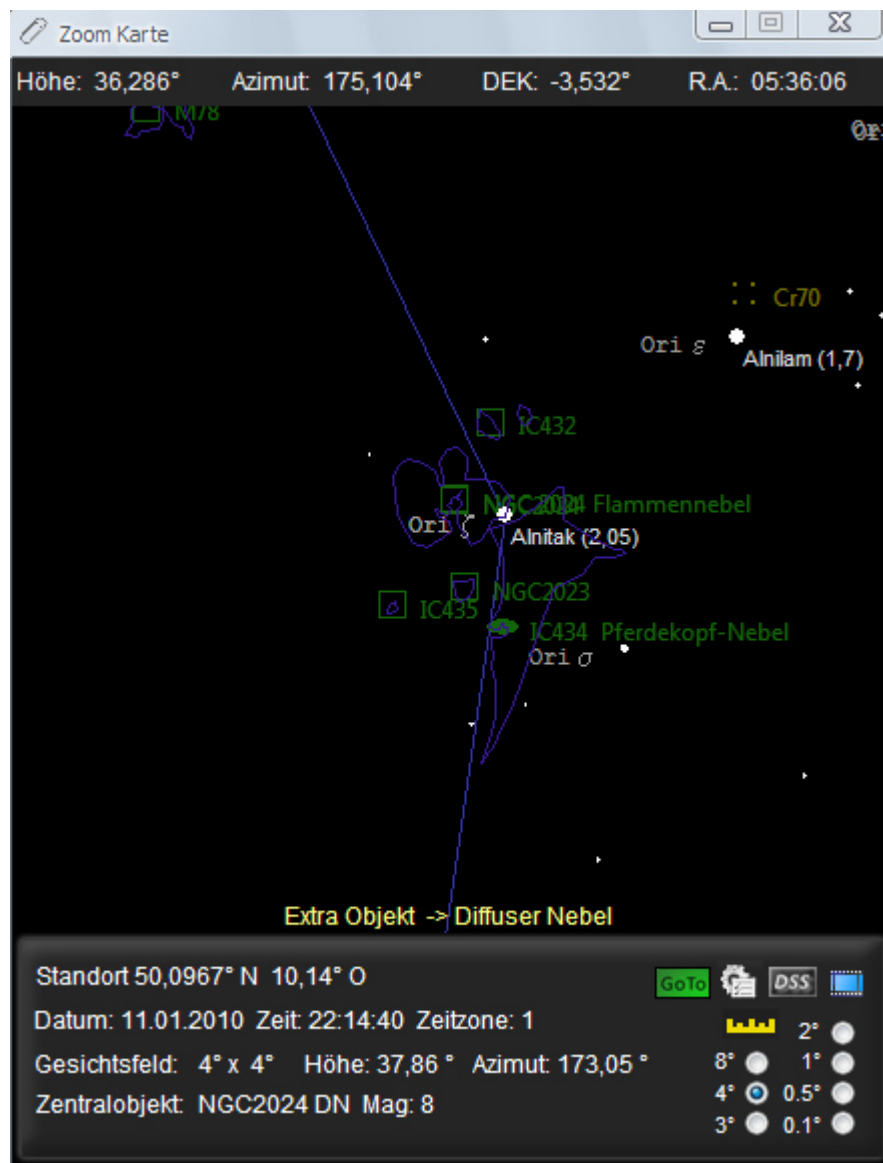 Zoom Karte
Höhe: 36,286° Azimut: 175,104° DEK: -3,532° R.A.: 05:36:06
M78
Ori
Cr70
Ori ε
Alnilam (1,7)
IC432
NGC2024 Flammennebel
Ori ζ
Alnitak (2,05)
NGC2023
IC435
IC434 Pferdekopf-Nebel
Ori σ
Extra Objekt -> Diffuser Nebel
Standort 50,0967° N 10,14° O
GoTo DSS
Datum: 11.01.2010 Zeit: 22:14:40 Zeitzone: 1
2°
Gesichtsfeld: 4° x 4° Höhe: 37,86 ° Azimut: 173,05 °
8° 1°
Zentralobjekt: NGC2024 DN Mag: 8
4° 0.5°
3° 0.1°